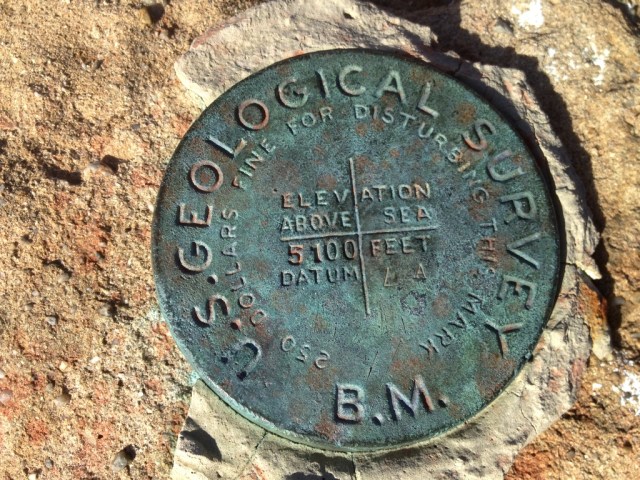 U.S. GEOLOGICAL SURVEY
B.M.
250 DOLLARS FINE FOR DISTURBING THIS MARK
ELEVATION
ABOVE SEA
5100 FEET
DATUM